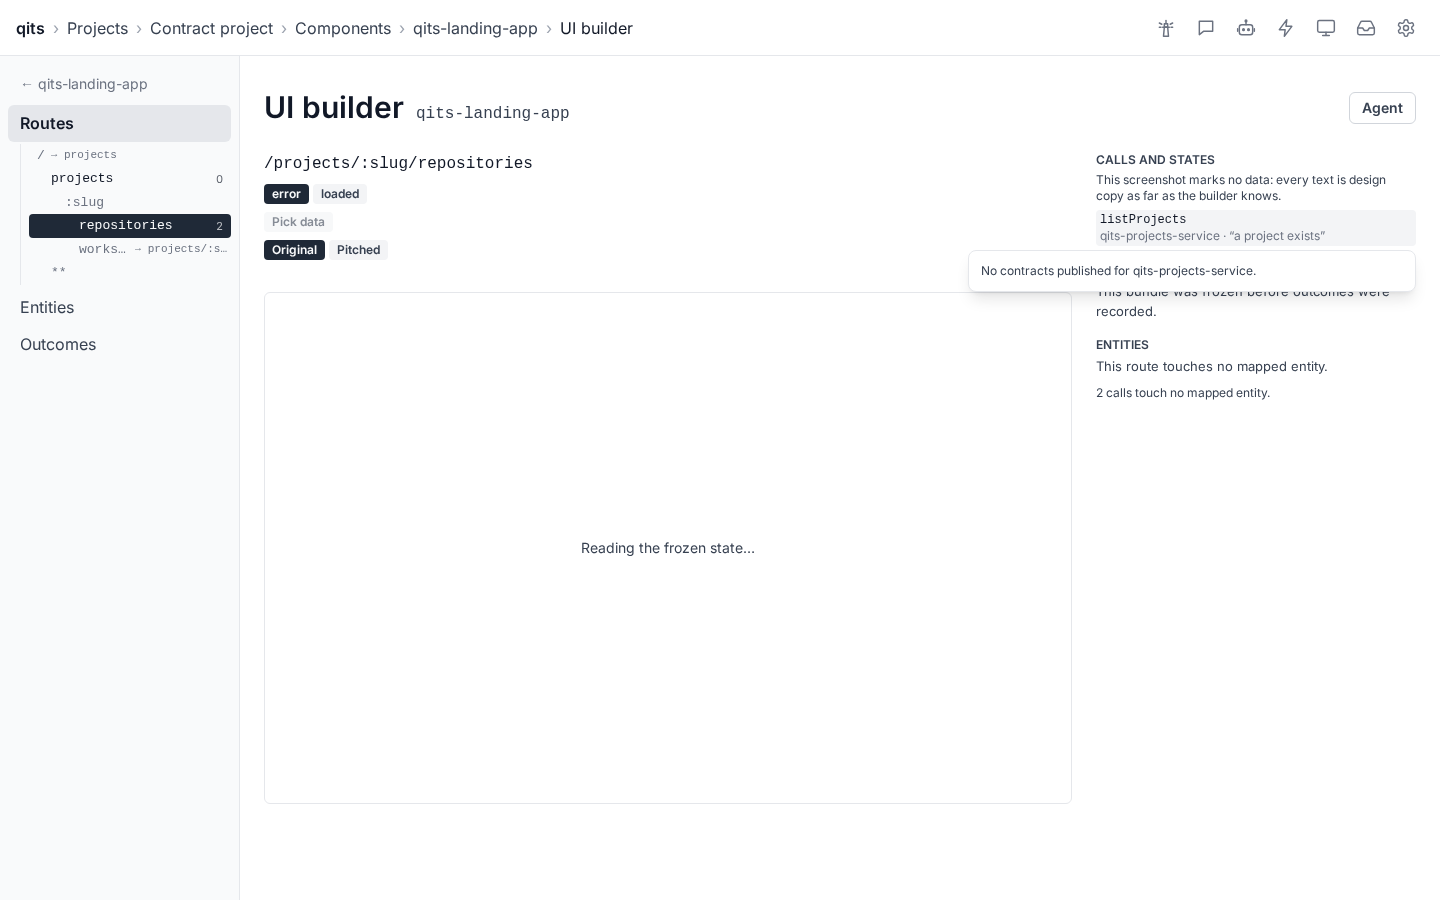 qits › Projects › Contract project › Components › qits-landing-app › UI builder
← qits-landing-app
Routes
/ → projects
projects 0
:slug
repositories 2
works… → projects/:s…
**
Entities
Outcomes
UI builder qits-landing-app
Agent
/projects/:slug/repositories
error loaded
Pick data
Original Pitched
Reading the frozen state…
CALLS AND STATES
This screenshot marks no data: every text is design
copy as far as the builder knows.
listProjects
qits-projects-service · “a project exists”
No contracts published for qits-projects-service.
This bundle was frozen before outcomes were
recorded.
ENTITIES
This route touches no mapped entity.
2 calls touch no mapped entity.